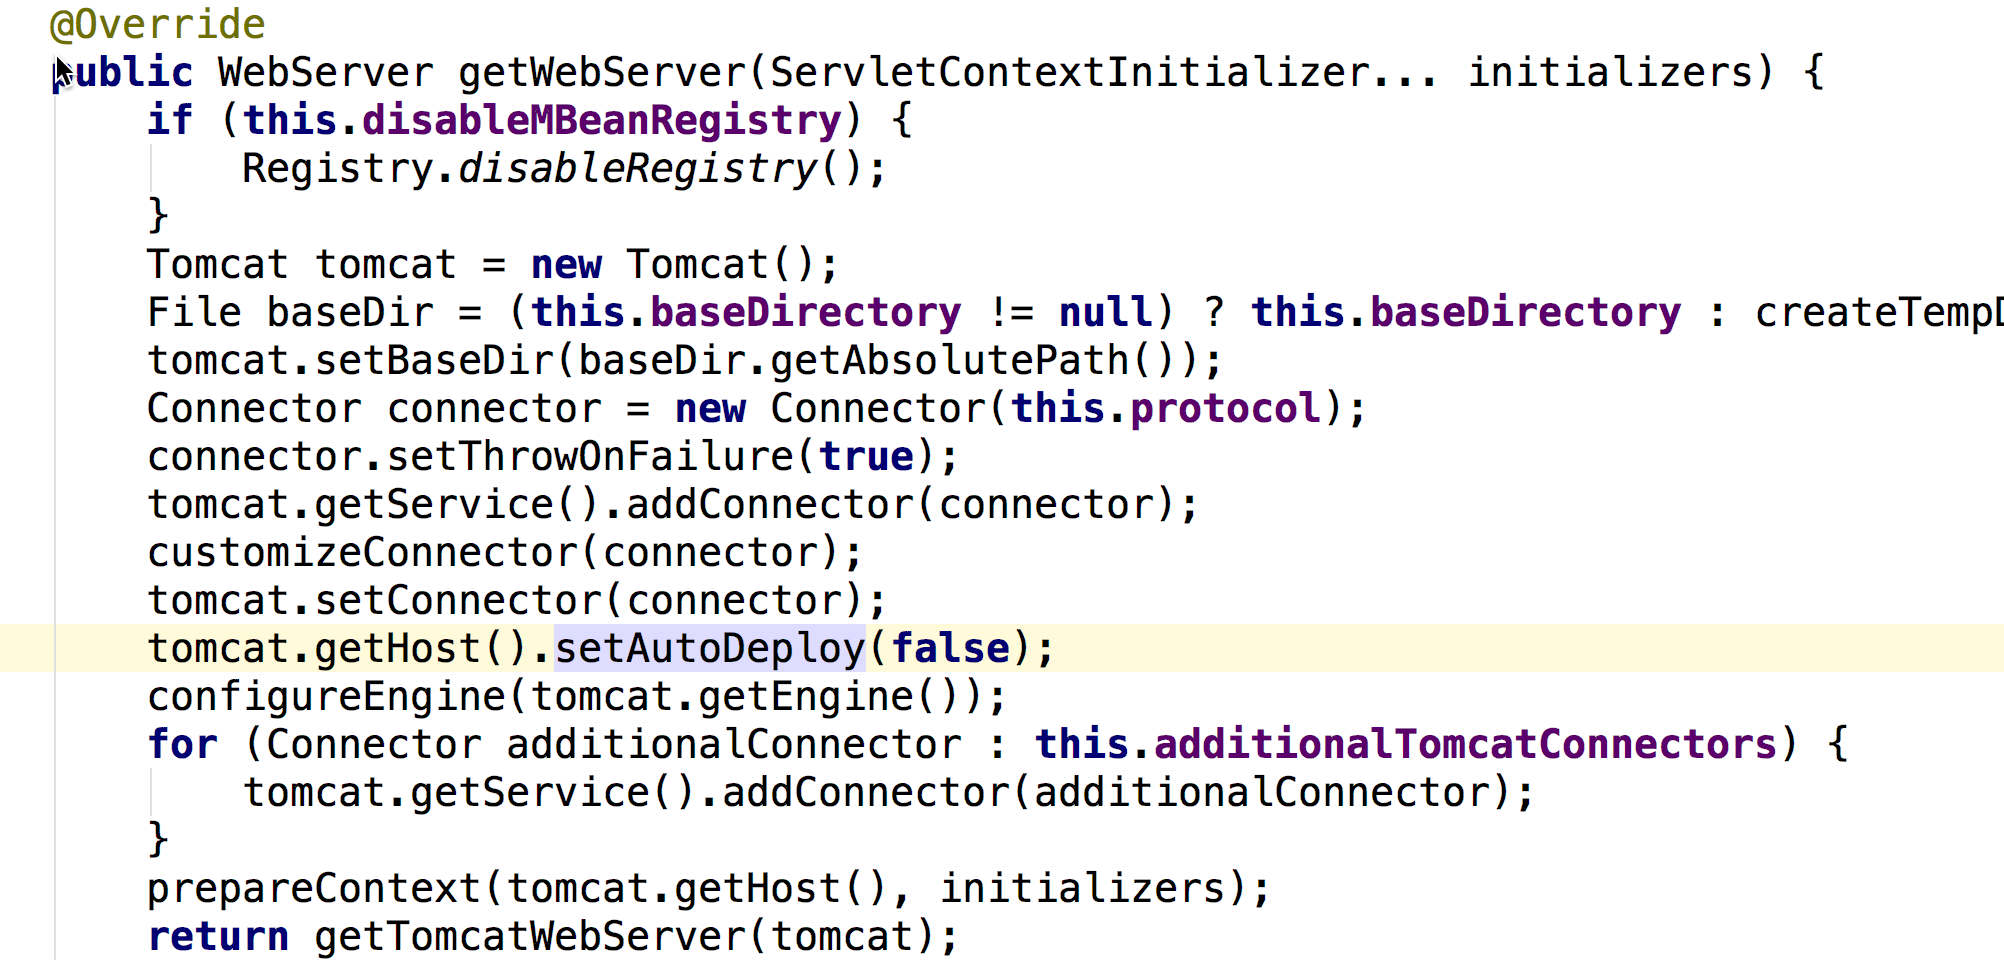 @Override
public WebServer getWebServer(ServletContextInitializer... initializers) {
if (this.disableMBeanRegistry) {
Registry.disableRegistry();
}
Tomcat tomcat = new Tomcat();
File baseDir = (this.baseDirectory != null) ? this.baseDirectory : 
tomcat.setBaseDir(baseDir.getAbsolutePath());
Connector connector = new Connector(this.protocol);
connector.setThrowOnFailure(true);
tomcat.getService().addConnector(connector);
customizeConnector(connector);
tomcat.setConnector(connector);
tomcat.getHost().setAutoDeploy(false);
configureEngine(tomcat.getEngine());
for (Connector additionalConnector : this.additionalTomcatConnectors) {
tomcat.getService().addConnector(additionalConnector);
}
prepareContext(tomcat.getHost(), initializers);
return getTomcatWebServer(tomcat);